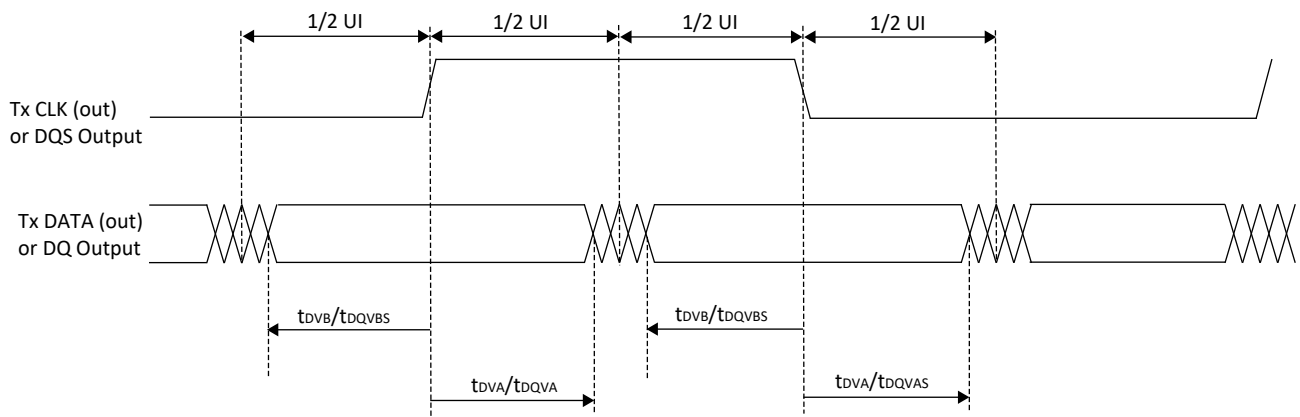 1/2 UI
1/2 UI
1/2 UI
1/2 UI
Tx CLK (out)
or DQS Output
Tx DATA (out)
or DQ Output
tDVB/tDQVBS
tDVB/tDQVBS
tDVA/tDQVA
tDVA/tDQVAS